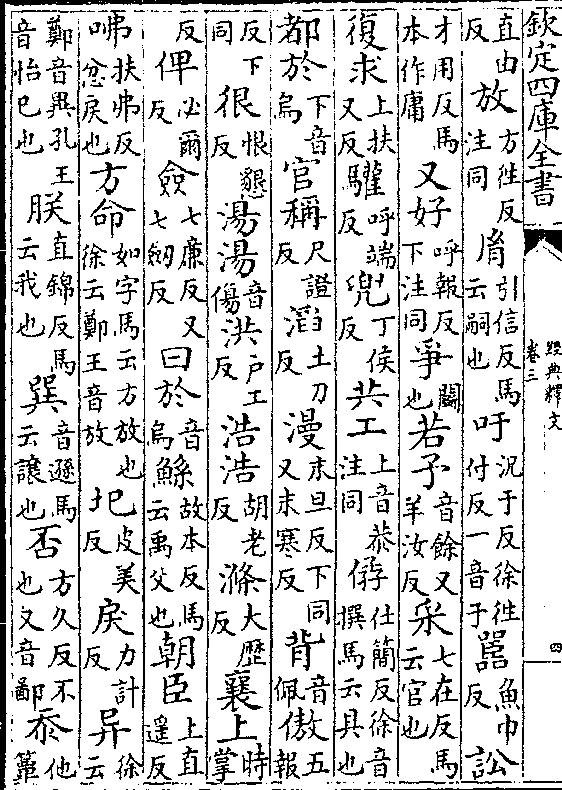 欽定四庫全書
經典釋文
卷三
四
直由反 放方徃反注同 胤引信反馬云嗣也 吁況于反徐徃付反一音于 嚚魚巾反 訟
才用反馬本作庸 又好呼報反下注同 爭鬬也 若予音餘又羊汝反 采七在反馬云官也
復求上扶又反 驩呼端反 兜丁侯反 共工上音恭注同 僝仕簡反徐音撰馬云具也
都於下音烏 官稱尺證反 滔土刀反 漫末旦反下同又末寒反 背音佩 傲五報
反下同 很恨懇反 湯湯音傷 洪户工反 浩浩胡老反 滌大歴反 襄上時掌
反 俾必爾反 僉七廉反又七劒反 曰於音烏 鯀故本反馬云禹父也 朝臣上直遥反
咈扶弗反忿戾也 方命如字馬云方放也徐云鄭王音放 圮皮美反 戾力計反 异徐云
鄭音異孔王音怡已也 朕直錦反馬云我也 巽音遜馬云讓也 否方久反不也又音鄙 忝他簟